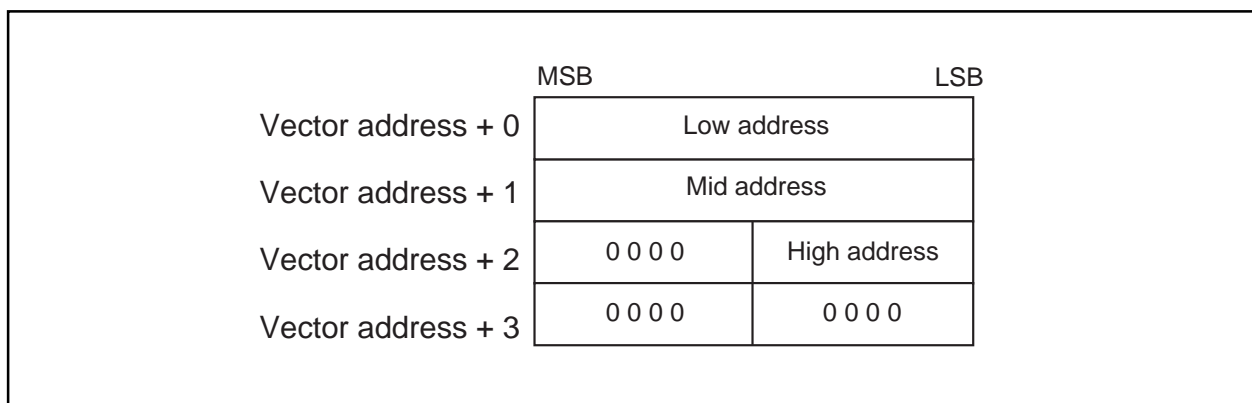 MSB LSB
Vector address + 0 Low address
Vector address + 1 Mid address
Vector address + 2 0 0 0 0 High address
Vector address + 3 0 0 0 0 0 0 0 0